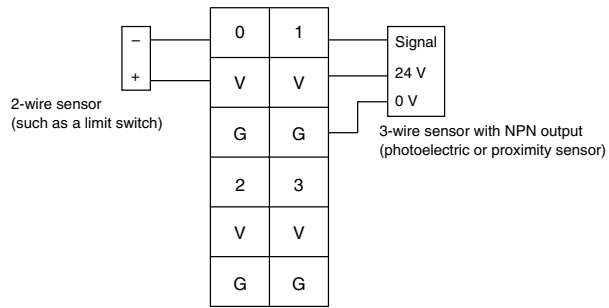 –
+
2-wire sensor
(such as a limit switch)
0 1
V V
G G
2 3
V V
G G
Signal
24 V
0 V
3-wire sensor with NPN output
(photoelectric or proximity sensor)